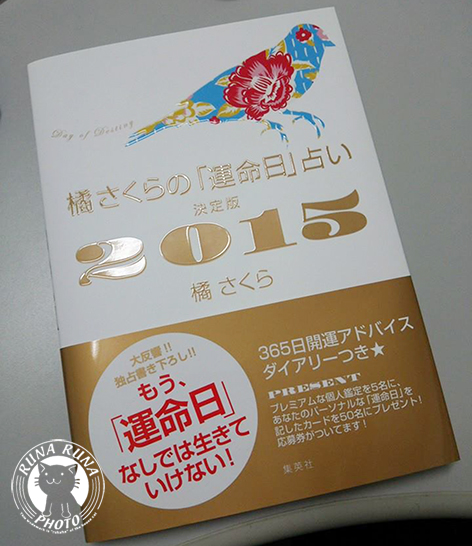 Day of Destiny
橘さくらの「運命日」占い
決定版
2015
橘さくら
大反響!!
独占書き下ろし!!
もう、
「運命日」
なしでは生きて
いけない!
365日開運アドバイス
ダイアリーつき★
PRESENT
プレミアムな個人鑑定を5名に、
あなたのパーソナルな「運命日」を
記したカードを50名にプレゼント!
応募券がついてます!
集英社
RUNA RUNA
PHOTO